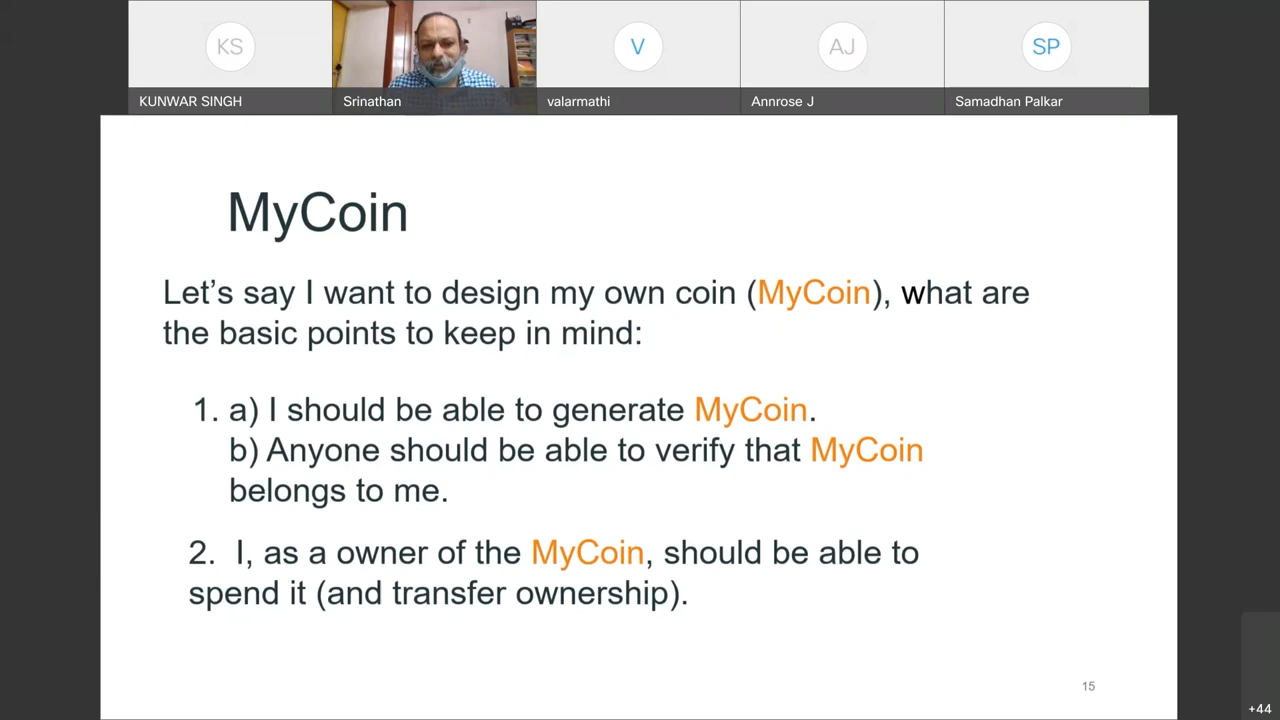 KS
V
AJ
SP
KUNWAR SINGH
Srinathan
valarmathi
Annrose J
Samadhan Palkar
MyCoin
Let's say I want to design my own coin (MyCoin), what are
the basic points to keep in mind:
1. a) I should be able to generate MyCoin.
b) Anyone should be able to verify that MyCoin
belongs to me.
2. I, as a owner of the MyCoin, should be able to
spend it (and transfer ownership).
15
+44